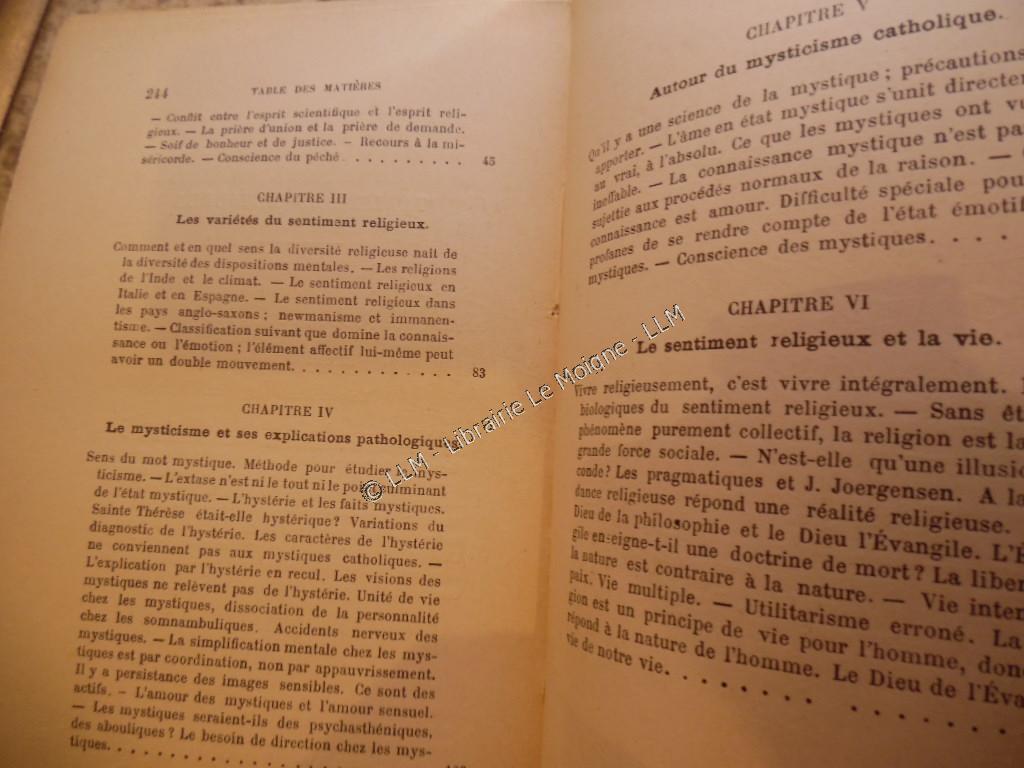 244 TABLE DES MATIÈRES
— Conflit entre l'esprit scientifique et l'esprit reli-
gieux. — La prière d'union et la prière de demande.
— Soif de bonheur et de justice. — Recours à la mi-
séricorde. — Conscience du péché . . . . . . . . . 45
CHAPITRE III
Les variétés du sentiment religieux.
Comment et en quel sens la diversité religieuse nait de
la diversité des dispositions mentales. — Les religions
de l'Inde et le climat. — Le sentiment religieux en
Italie et en Espagne. — Le sentiment religieux dans
les pays anglo-saxons ; newmanisme et immanen-
tisme. — Classification suivant que domine la connais-
sance ou l'émotion ; l'élément affectif lui-même peut
avoir un double mouvement. . . . . . . . . . . . . 83
CHAPITRE IV
Le mysticisme et ses explications pathologiques
Sens du mot mystique. Méthode pour étudier mys-
ticisme. — L'extase n'est ni le tout ni le point culminant
de l'état mystique. — L'hystérie et les faits mystiques.
Sainte Thérèse était-elle hystérique ? Variations du
diagnostic de l'hystérie. Les caractères de l'hystérie
ne conviennent pas aux mystiques catholiques. —
L'explication par l'hystérie en recul. Les visions des
mystiques ne relèvent pas de l'hystérie. Unité de vie
chez les mystiques, dissociation de la personnalité
chez les somnambuliques. Accidents nerveux des
mystiques. — La simplification mentale chez les mys-
tiques est par coordination, non par appauvrissement.
Il y a persistance des images sensibles. Ce sont des
actifs. — L'amour des mystiques et l'amour sensuel.
— Les mystiques seraient-ils des psychasthéniques,
des abouliques ? Le besoin de direction chez les mys-
tiques. . . . . . . . . . . . . . . .
CHAPITRE V
Autour du mysticisme catholique.
Qu'il y a une science de la mystique ; précautions
apporter. — L'âme en état mystique s'unit directe
au vrai, à l'absolu. Ce que les mystiques ont
ineffable. — La connaissance mystique n'est pa
sujettie aux procédés normaux de la raison. —
connaissance est amour. Difficulté spéciale pou
profanes de se rendre compte de l'état émotif
mystiques. — Conscience des mystiques. . . . .
CHAPITRE VI
Le sentiment religieux et la vie.
Vivre religieusement, c'est vivre intégralement.
biologiques du sentiment religieux. — Sans êt
phénomène purement collectif, la religion est la
grande force sociale. — N'est-elle qu'une illusi
conde ? Les pragmatiques et J. Joergensen. A la
dance religieuse répond une réalité religieuse.
Dieu de la philosophie et le Dieu l'Évangile. L'É
gile enseigne-t-il une doctrine de mort ? La liber
la nature est contraire à la nature. — Vie inter
paix. Vie multiple. — Utilitarisme erroné. La
gion est un principe de vie pour l'homme, donc
répond à la nature de l'homme. Le Dieu de l'Éva
vie de notre vie. . . . . . . . . . . . .
© LLM - Librairie Le Moigne - LLM